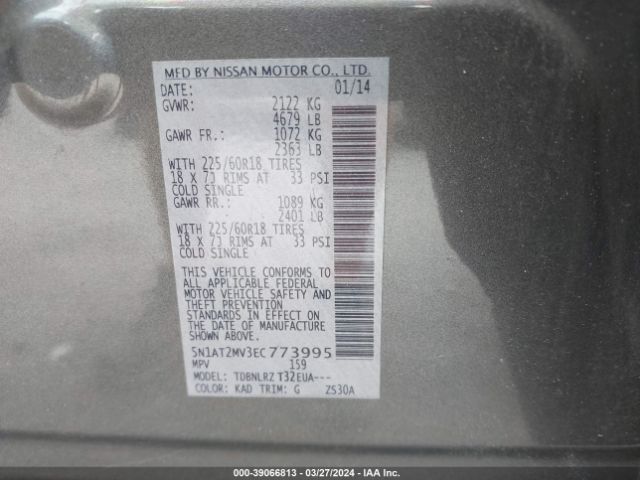 MFD BY NISSAN MOTOR CO., LTD.
DATE: 01/14
GVWR: 2122 KG
4679 LB
GAWR FR.: 1072 KG
2363 LB
WITH 225/60R18 TIRES
18 X 7J RIMS AT 33 PSI
COLD SINGLE
GAWR RR.: 1089 KG
2401 LB
WITH 225/60R18 TIRES
18 X 7J RIMS AT 33 PSI
COLD SINGLE
THIS VEHICLE CONFORMS TO
ALL APPLICABLE FEDERAL
MOTOR VEHICLE SAFETY AND
THEFT PREVENTION
STANDARDS IN EFFECT ON
THE DATE OF MANUFACTURE
SHOWN ABOVE.
5N1AT2MV3EC773995
MPV 159
MODEL: TDBNLRZ T32EUA---
COLOR: KAD TRIM: G ZS30A
000-39066813 / 03/27/2024 - IAA Inc.